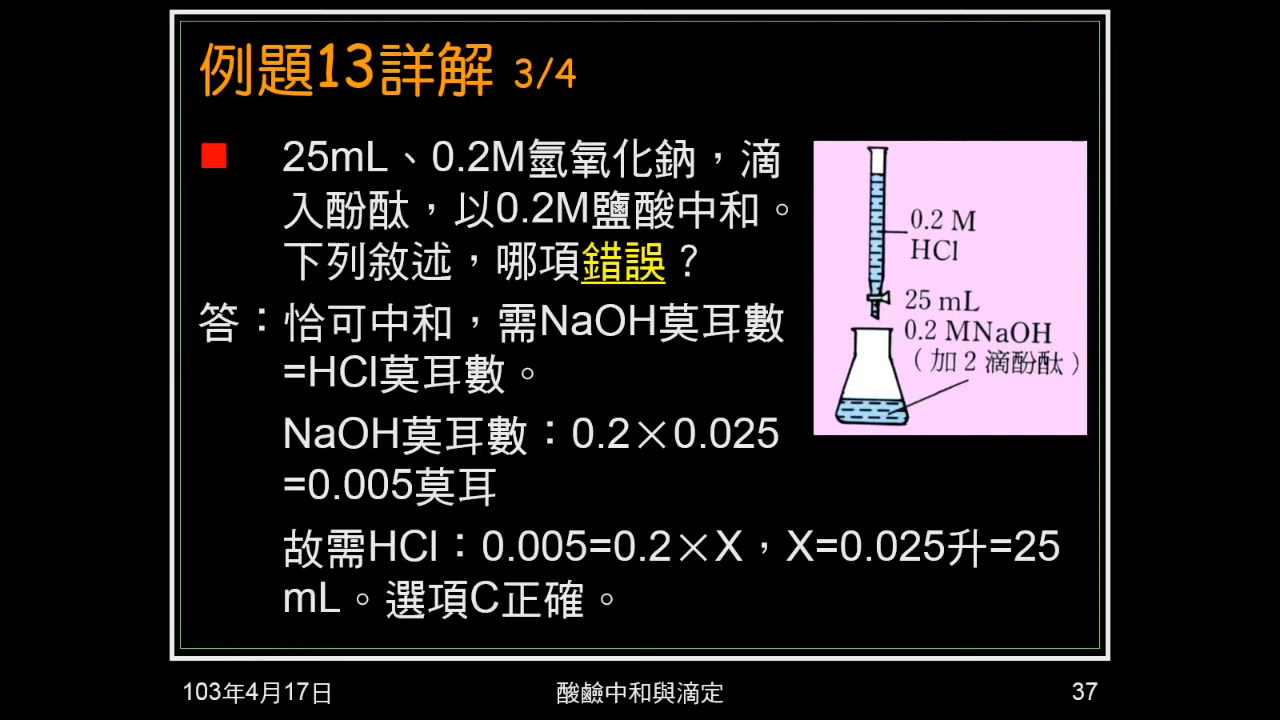 例題13詳解 3/4
25mL、0.2M氫氧化鈉，滴
入酚酞，以0.2M鹽酸中和。
下列敘述，哪項錯誤？
答：恰可中和，需NaOH莫耳數
=HCl莫耳數。
NaOH莫耳數：0.2×0.025
=0.005莫耳
故需HCl：0.005=0.2×X，X=0.025升=25
mL。選項C正確。
0.2 M
HCl
25 mL
0.2 MNaOH
（加 2 滴酚酞）
103年4月17日
酸鹼中和與滴定
37